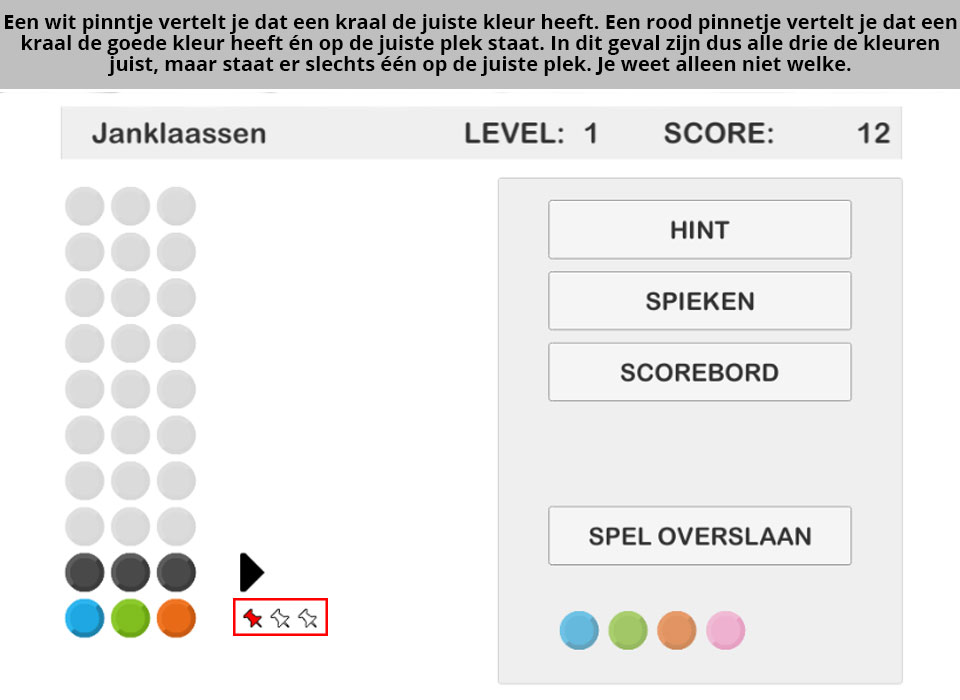 Een wit pinntje vertelt je dat een kraal de juiste kleur heeft. Een rood pinnetje vertelt je dat een
kraal de goede kleur heeft én op de juiste plek staat. In dit geval zijn dus alle drie de kleuren
juist, maar staat er slechts één op de juiste plek. Je weet alleen niet welke.
Janklaassen LEVEL: 1 SCORE: 12
HINT
SPIEKEN
SCOREBORD
SPEL OVERSLAAN